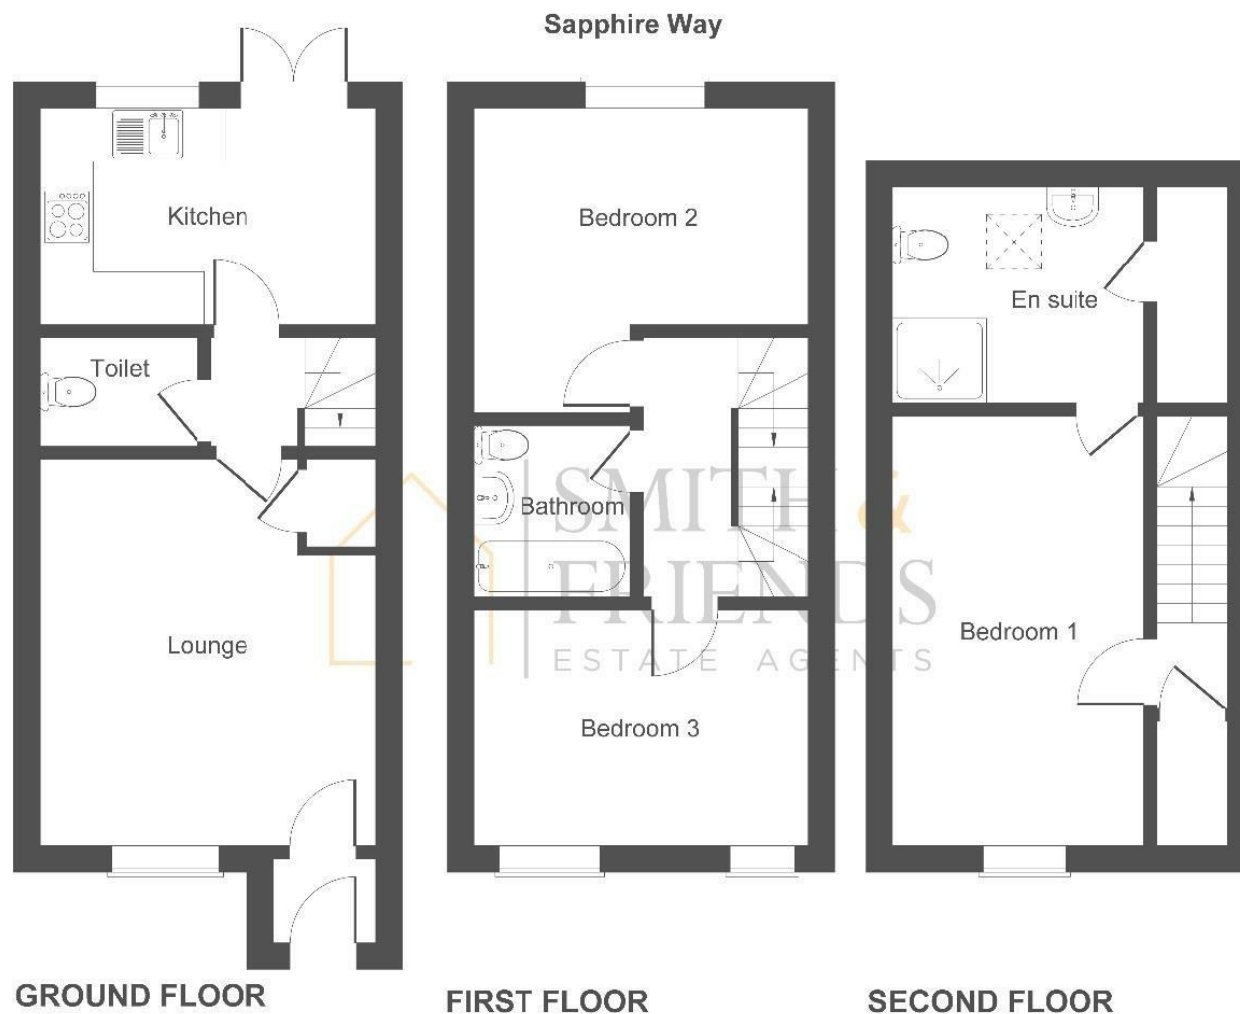 Sapphire Way
Kitchen
Toilet
Lounge
GROUND FLOOR
Bedroom 2
Bathroom
Bedroom 3
FIRST FLOOR
En suite
Bedroom 1
SECOND FLOOR
SMITH &
FRIENDS
ESTATE AGENTS